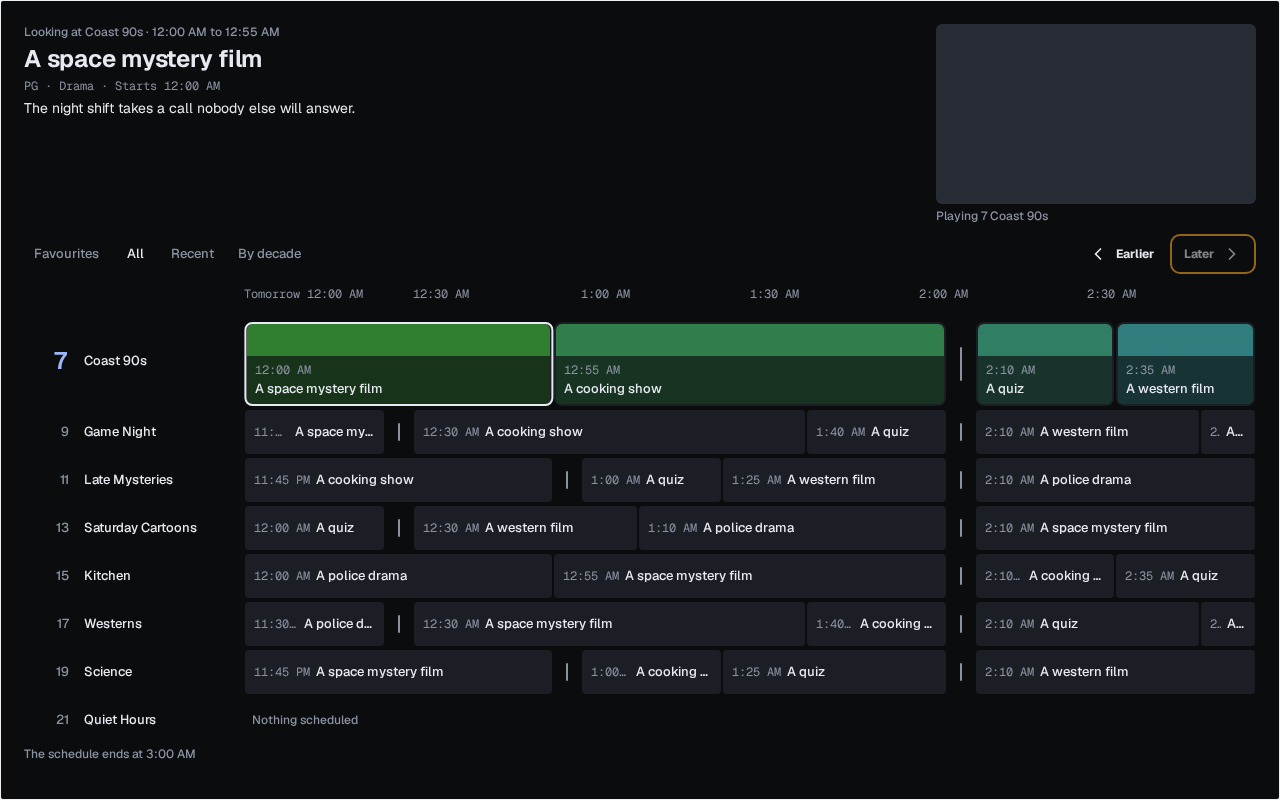 Looking at Coast 90s · 12:00 AM to 12:55 AM
A space mystery film
PG · Drama · Starts 12:00 AM
The night shift takes a call nobody else will answer.
Playing 7 Coast 90s
Favourites All Recent By decade Earlier Later
Tomorrow 12:00 AM 12:30 AM 1:00 AM 1:30 AM 2:00 AM 2:30 AM
7 Coast 90s
12:00 AM 12:55 AM 2:10 AM 2:35 AM
A space mystery film A cooking show A quiz A western film
9 Game Night 11:… A space my… 12:30 AM A cooking show 1:40 AM A quiz 2:10 AM A western film 2. A…
11 Late Mysteries 11:45 PM A cooking show 1:00 AM A quiz 1:25 AM A western film 2:10 AM A police drama
13 Saturday Cartoons 12:00 AM A quiz 12:30 AM A western film 1:10 AM A police drama 2:10 AM A space mystery film
15 Kitchen 12:00 AM A police drama 12:55 AM A space mystery film 2:10… A cooking … 2:35 AM A quiz
17 Westerns 11:30… A police d… 12:30 AM A space mystery film 1:40… A cooking … 2:10 AM A quiz 2… A…
19 Science 11:45 PM A space mystery film 1:00… A cooking … 1:25 AM A quiz 2:10 AM A western film
21 Quiet Hours Nothing scheduled
The schedule ends at 3:00 AM